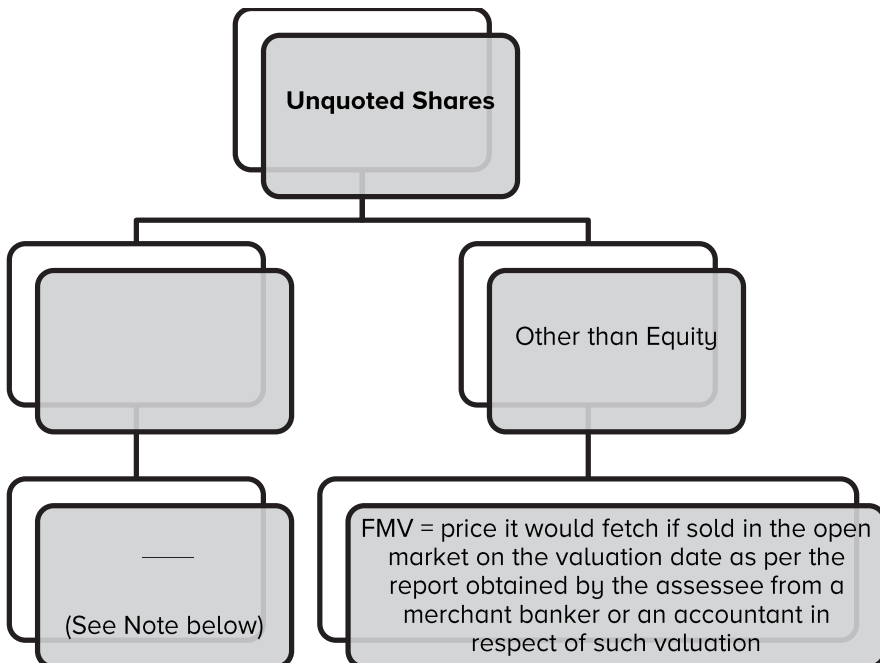 Unquoted Shares
Other than Equity
(See Note below)
FMV = price it would fetch if sold in the open
market on the valuation date as per the
report obtained by the assessee from a
merchant banker or an accountant in
respect of such valuation